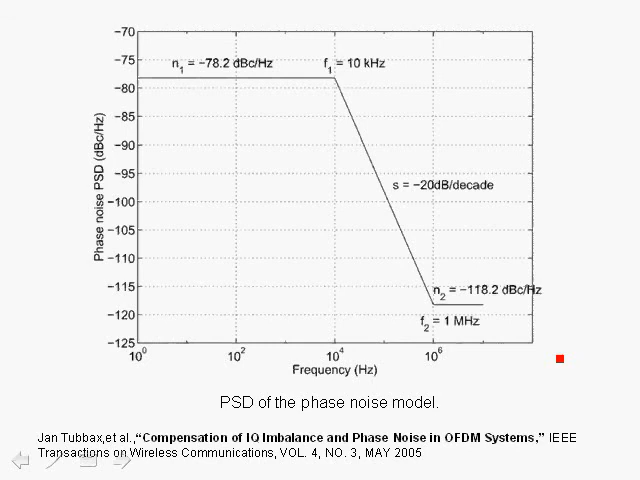 −70
−75
−80
−85
−90
−95
−100
−105
−110
−115
−120
−125
Phase noise PSD (dBc/Hz)
n1 = −78.2 dBc/Hz
f1 = 10 kHz
s = −20dB/decade
n2 = −118.2 dBc/Hz
f2 = 1 MHz
10^0 10^2 10^4 10^6
Frequency (Hz)
PSD of the phase noise model.
Jan Tubbax,et al.,“Compensation of IQ Imbalance and Phase Noise in OFDM Systems,” IEEE
Transactions on Wireless Communications, VOL. 4, NO. 3, MAY 2005